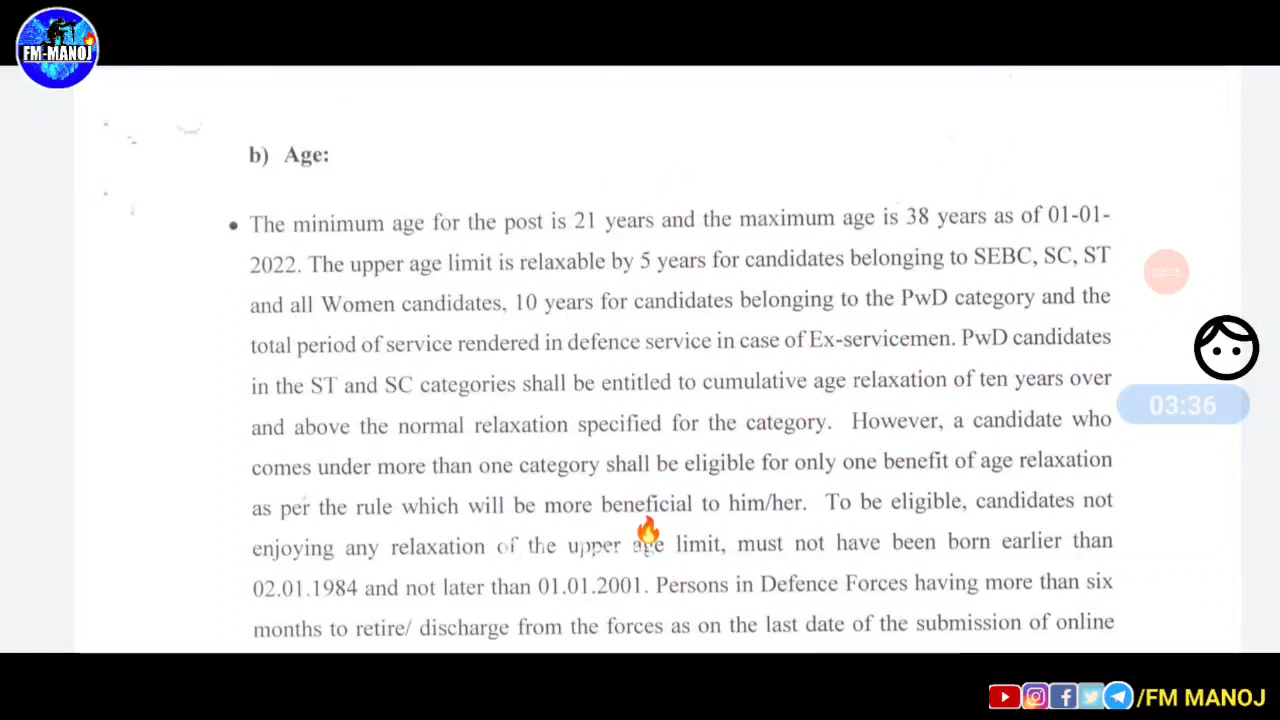 FM-MANOJ
b) Age:
• The minimum age for the post is 21 years and the maximum age is 38 years as of 01-01-
2022. The upper age limit is relaxable by 5 years for candidates belonging to SEBC, SC, ST
03:35
and all Women candidates, 10 years for candidates belonging to the PwD category and the
total period of service rendered in defence service in case of Ex-servicemen. PwD candidates
in the ST and SC categories shall be entitled to cumulative age relaxation of ten years over
03:36
and above the normal relaxation specified for the category. However, a candidate who
comes under more than one category shall be eligible for only one benefit of age relaxation
as per the rule which will be more beneficial to him/her. To be eligible, candidates not
enjoying any relaxation of the upper age limit, must not have been born earlier than
02.01.1984 and not later than 01.01.2001. Persons in Defence Forces having more than six
months to retire/ discharge from the forces as on the last date of the submission of online
/FM MANOJ